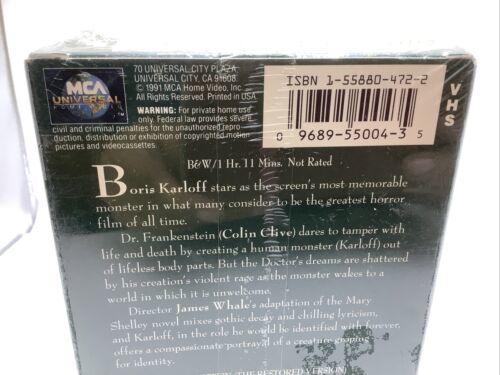 MCA
UNIVERSAL
HOME VIDEO
70 UNIVERSAL CITY PLAZA
UNIVERSAL CITY, CA 91608
© 1991 MCA Home Video, Inc.
All Rights Reserved. Printed in USA.
WARNING: For private home use
only. Federal law provides severe
civil and criminal penalties for the unauthorized repro-
duction, distribution or exhibition of copyrighted motion
pictures and videocassettes.
ISBN 1-55880-472-2
0 9689-55004-3 5
VHS
B&W/1 Hr. 11 Mins. Not Rated
Boris Karloff stars as the screen's most memorable
monster in what many consider to be the greatest horror
film of all time.
Dr. Frankenstein (Colin Clive) dares to tamper with
life and death by creating a human monster (Karloff) out
of lifeless body parts. But the Doctor's dreams are shattered
by his creation's violent rage as the monster wakes to a
world in which it is unwelcome.
Director James Whale's adaptation of the Mary
Shelley novel mixes gothic decay and chilling lyricism,
and Karloff, in the role he would be identified with forever,
offers a compassionate portrayal of a creature groping
for identity.
(THE RESTORED VERSION)